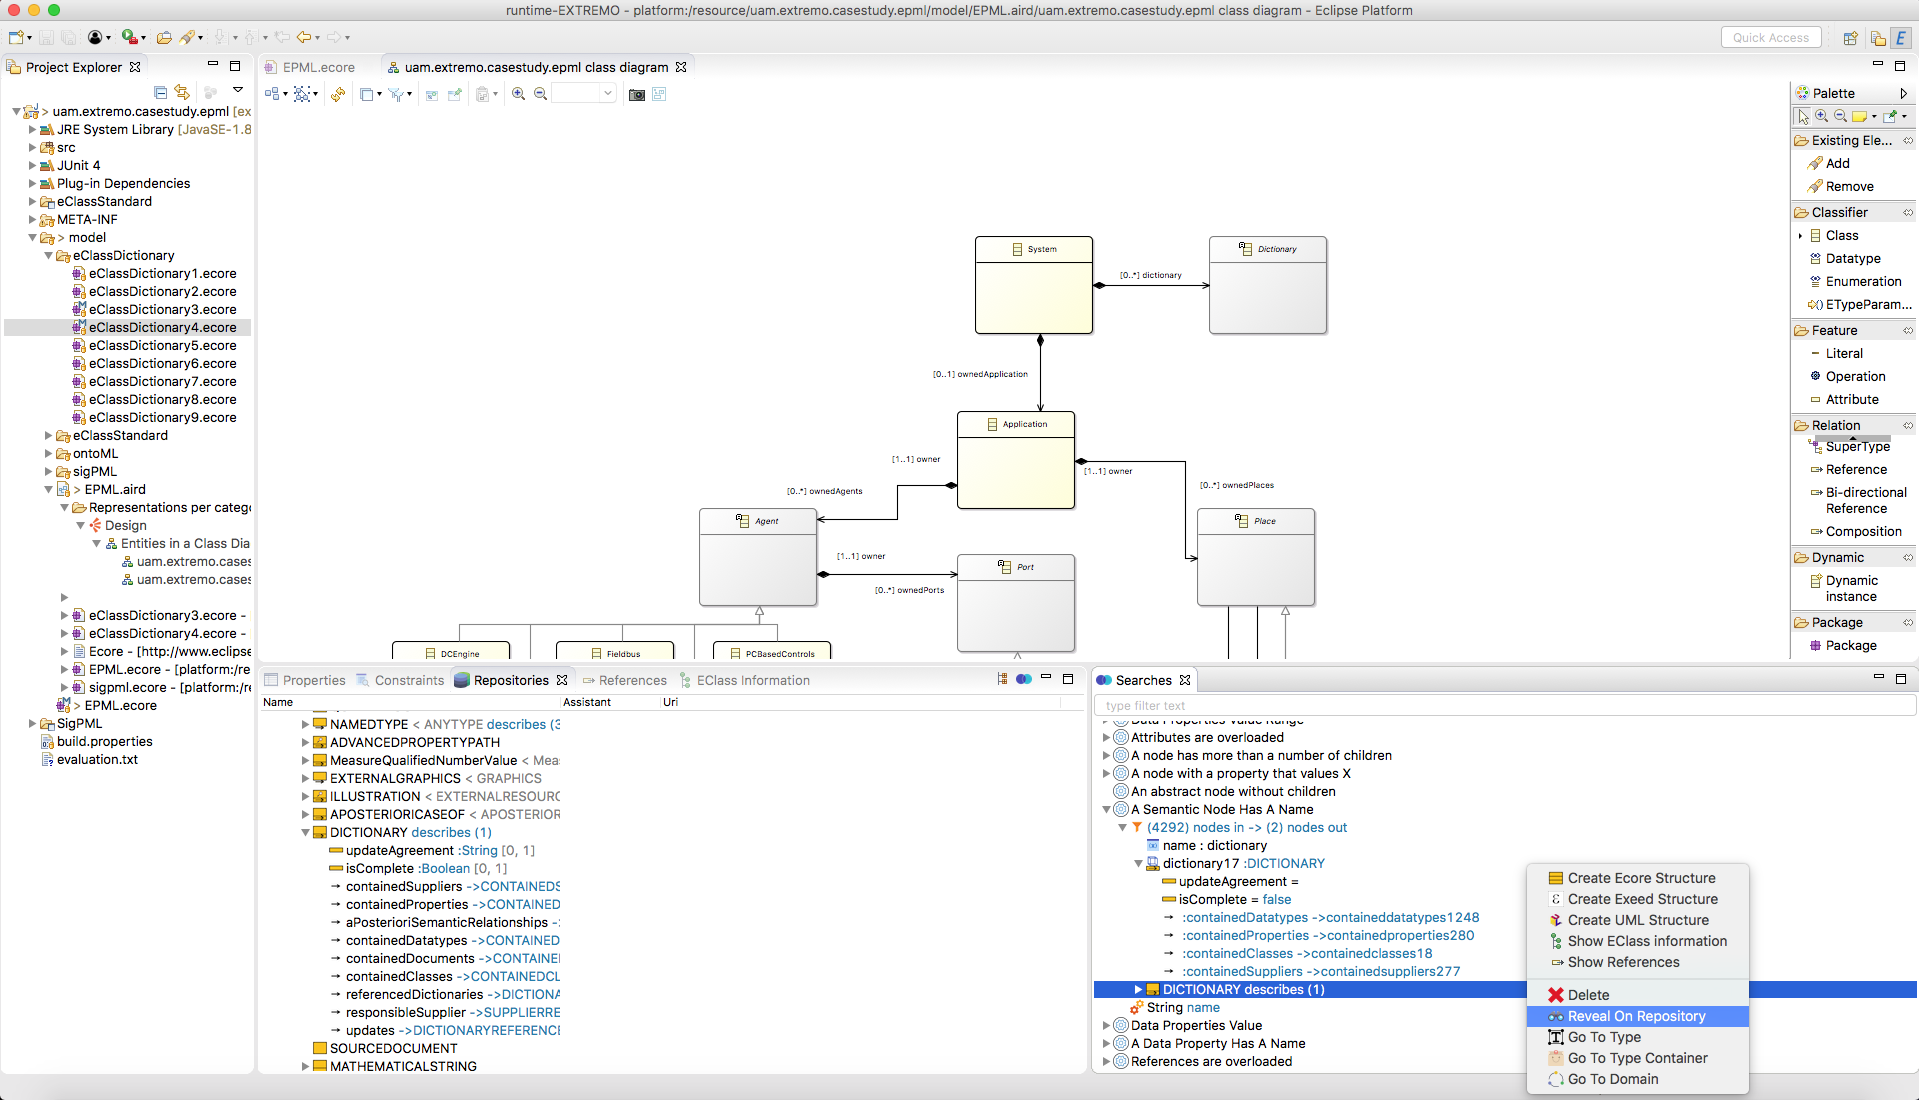 runtime-EXTREMO - platform:/resource/uam.extremo.casestudy.epml/model/EPML.aird/uam.extremo.casestudy.epml class diagram - Eclipse Platform
Quick Access
E
Project Explorer
> uam.extremo.casestudy.epml [ex
JRE System Library [JavaSE-1.8
src
JUnit 4
Plug-in Dependencies
eClassStandard
META-INF
> model
eClassDictionary
eClassDictionary1.ecore
eClassDictionary2.ecore
eClassDictionary3.ecore
eClassDictionary4.ecore
eClassDictionary5.ecore
eClassDictionary6.ecore
eClassDictionary7.ecore
eClassDictionary8.ecore
eClassDictionary9.ecore
eClassStandard
ontoML
sigPML
> EPML.aird
Representations per catego
Design
Entities in a Class Dia
uam.extremo.cases
uam.extremo.cases
eClassDictionary3.ecore -
eClassDictionary4.ecore -
Ecore - [http://www.eclipse
EPML.ecore - [platform:/re
sigpml.ecore - [platform:/re
> EPML.ecore
SigPML
build.properties
evaluation.txt
EPML.ecore
uam.extremo.casestudy.epml class diagram
System
Dictionary
[0..*] dictionary
[0..1] ownedApplication
Application
[1..1] owner
[1..1] owner
[0..*] ownedAgents
[0..*] ownedPlaces
Agent
Place
[1..1] owner
Port
[0..*] ownedPorts
DCEngine
Fieldbus
PCBasedControls
Palette
Existing Ele...
Add
Remove
Classifier
Class
Datatype
Enumeration
ETypeParam...
Feature
Literal
Operation
Attribute
Relation
SuperType
Reference
Bi-directional
Reference
Composition
Dynamic
Dynamic
instance
Package
Package
Properties
Constraints
Repositories
References
EClass Information
Name
Assistant
Uri
NAMEDTYPE < ANYTYPE describes (3
ADVANCEDPROPERTYPATH
MeasureQualifiedNumberValue < Mea
EXTERNALGRAPHICS < GRAPHICS
ILLUSTRATION < EXTERNALRESOURC
APOSTERIORICASEOF < APOSTERIOR
DICTIONARY describes (1)
updateAgreement :String [0, 1]
isComplete :Boolean [0, 1]
containedSuppliers ->CONTAINEDS
containedProperties ->CONTAINED
aPosterioriSemanticRelationships -
containedDatatypes ->CONTAINED
containedDocuments ->CONTAINE
containedClasses ->CONTAINEDCL
referencedDictionaries ->DICTIONA
responsibleSupplier ->SUPPLIERRE
updates ->DICTIONARYREFERENCE
SOURCEDOCUMENT
MATHEMATICALSTRING
Searches
type filter text
Data Properties Value Range
Attributes are overloaded
A node has more than a number of children
A node with a property that values X
An abstract node without children
A Semantic Node Has A Name
(4292) nodes in -> (2) nodes out
name : dictionary
dictionary17 :DICTIONARY
updateAgreement =
isComplete = false
:containedDatatypes ->containeddatatypes1248
:containedProperties ->containedproperties280
:containedClasses ->containedclasses18
:containedSuppliers ->containedsuppliers277
DICTIONARY describes (1)
String name
Data Properties Value
A Data Property Has A Name
References are overloaded
Create Ecore Structure
Create Exeed Structure
Create UML Structure
Show EClass information
Show References
Delete
Reveal On Repository
Go To Type
Go To Type Container
Go To Domain